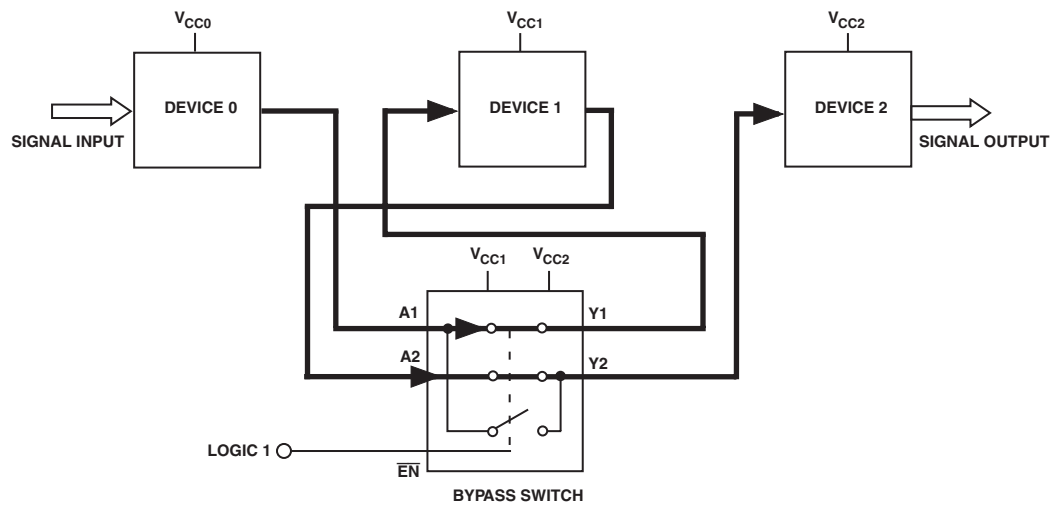 VCC0
VCC1
VCC2
DEVICE 0
DEVICE 1
DEVICE 2
SIGNAL INPUT
SIGNAL OUTPUT
VCC1
VCC2
A1
Y1
A2
Y2
LOGIC 1
EN
BYPASS SWITCH